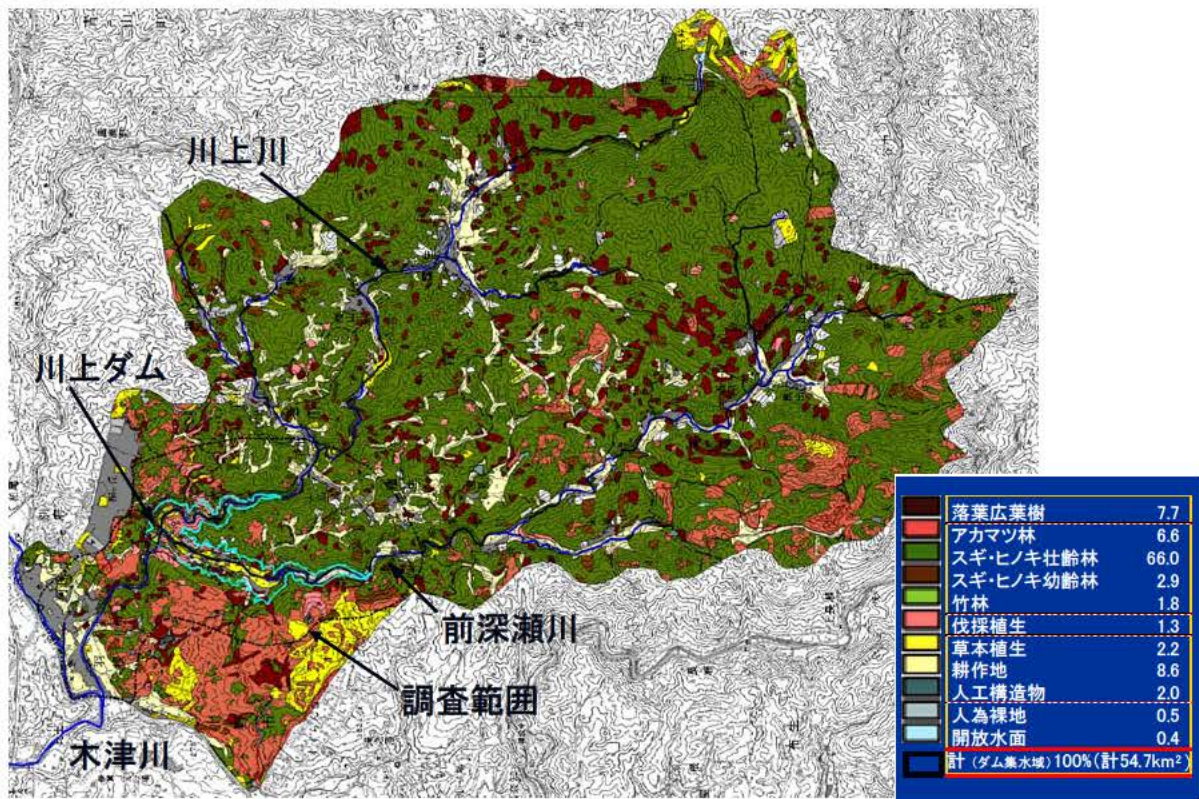 川上川
川上ダム
前深瀬川
調査範囲
木津川
落葉広葉樹 7.7
アカマツ林 6.6
スギ・ヒノキ壮齢林 66.0
スギ・ヒノキ幼齢林 2.9
竹林 1.8
伐採植生 1.3
草本植生 2.2
耕作地 8.6
人工構造物 2.0
人為裸地 0.5
開放水面 0.4
計（ダム集水域）100%(計54.7km²)